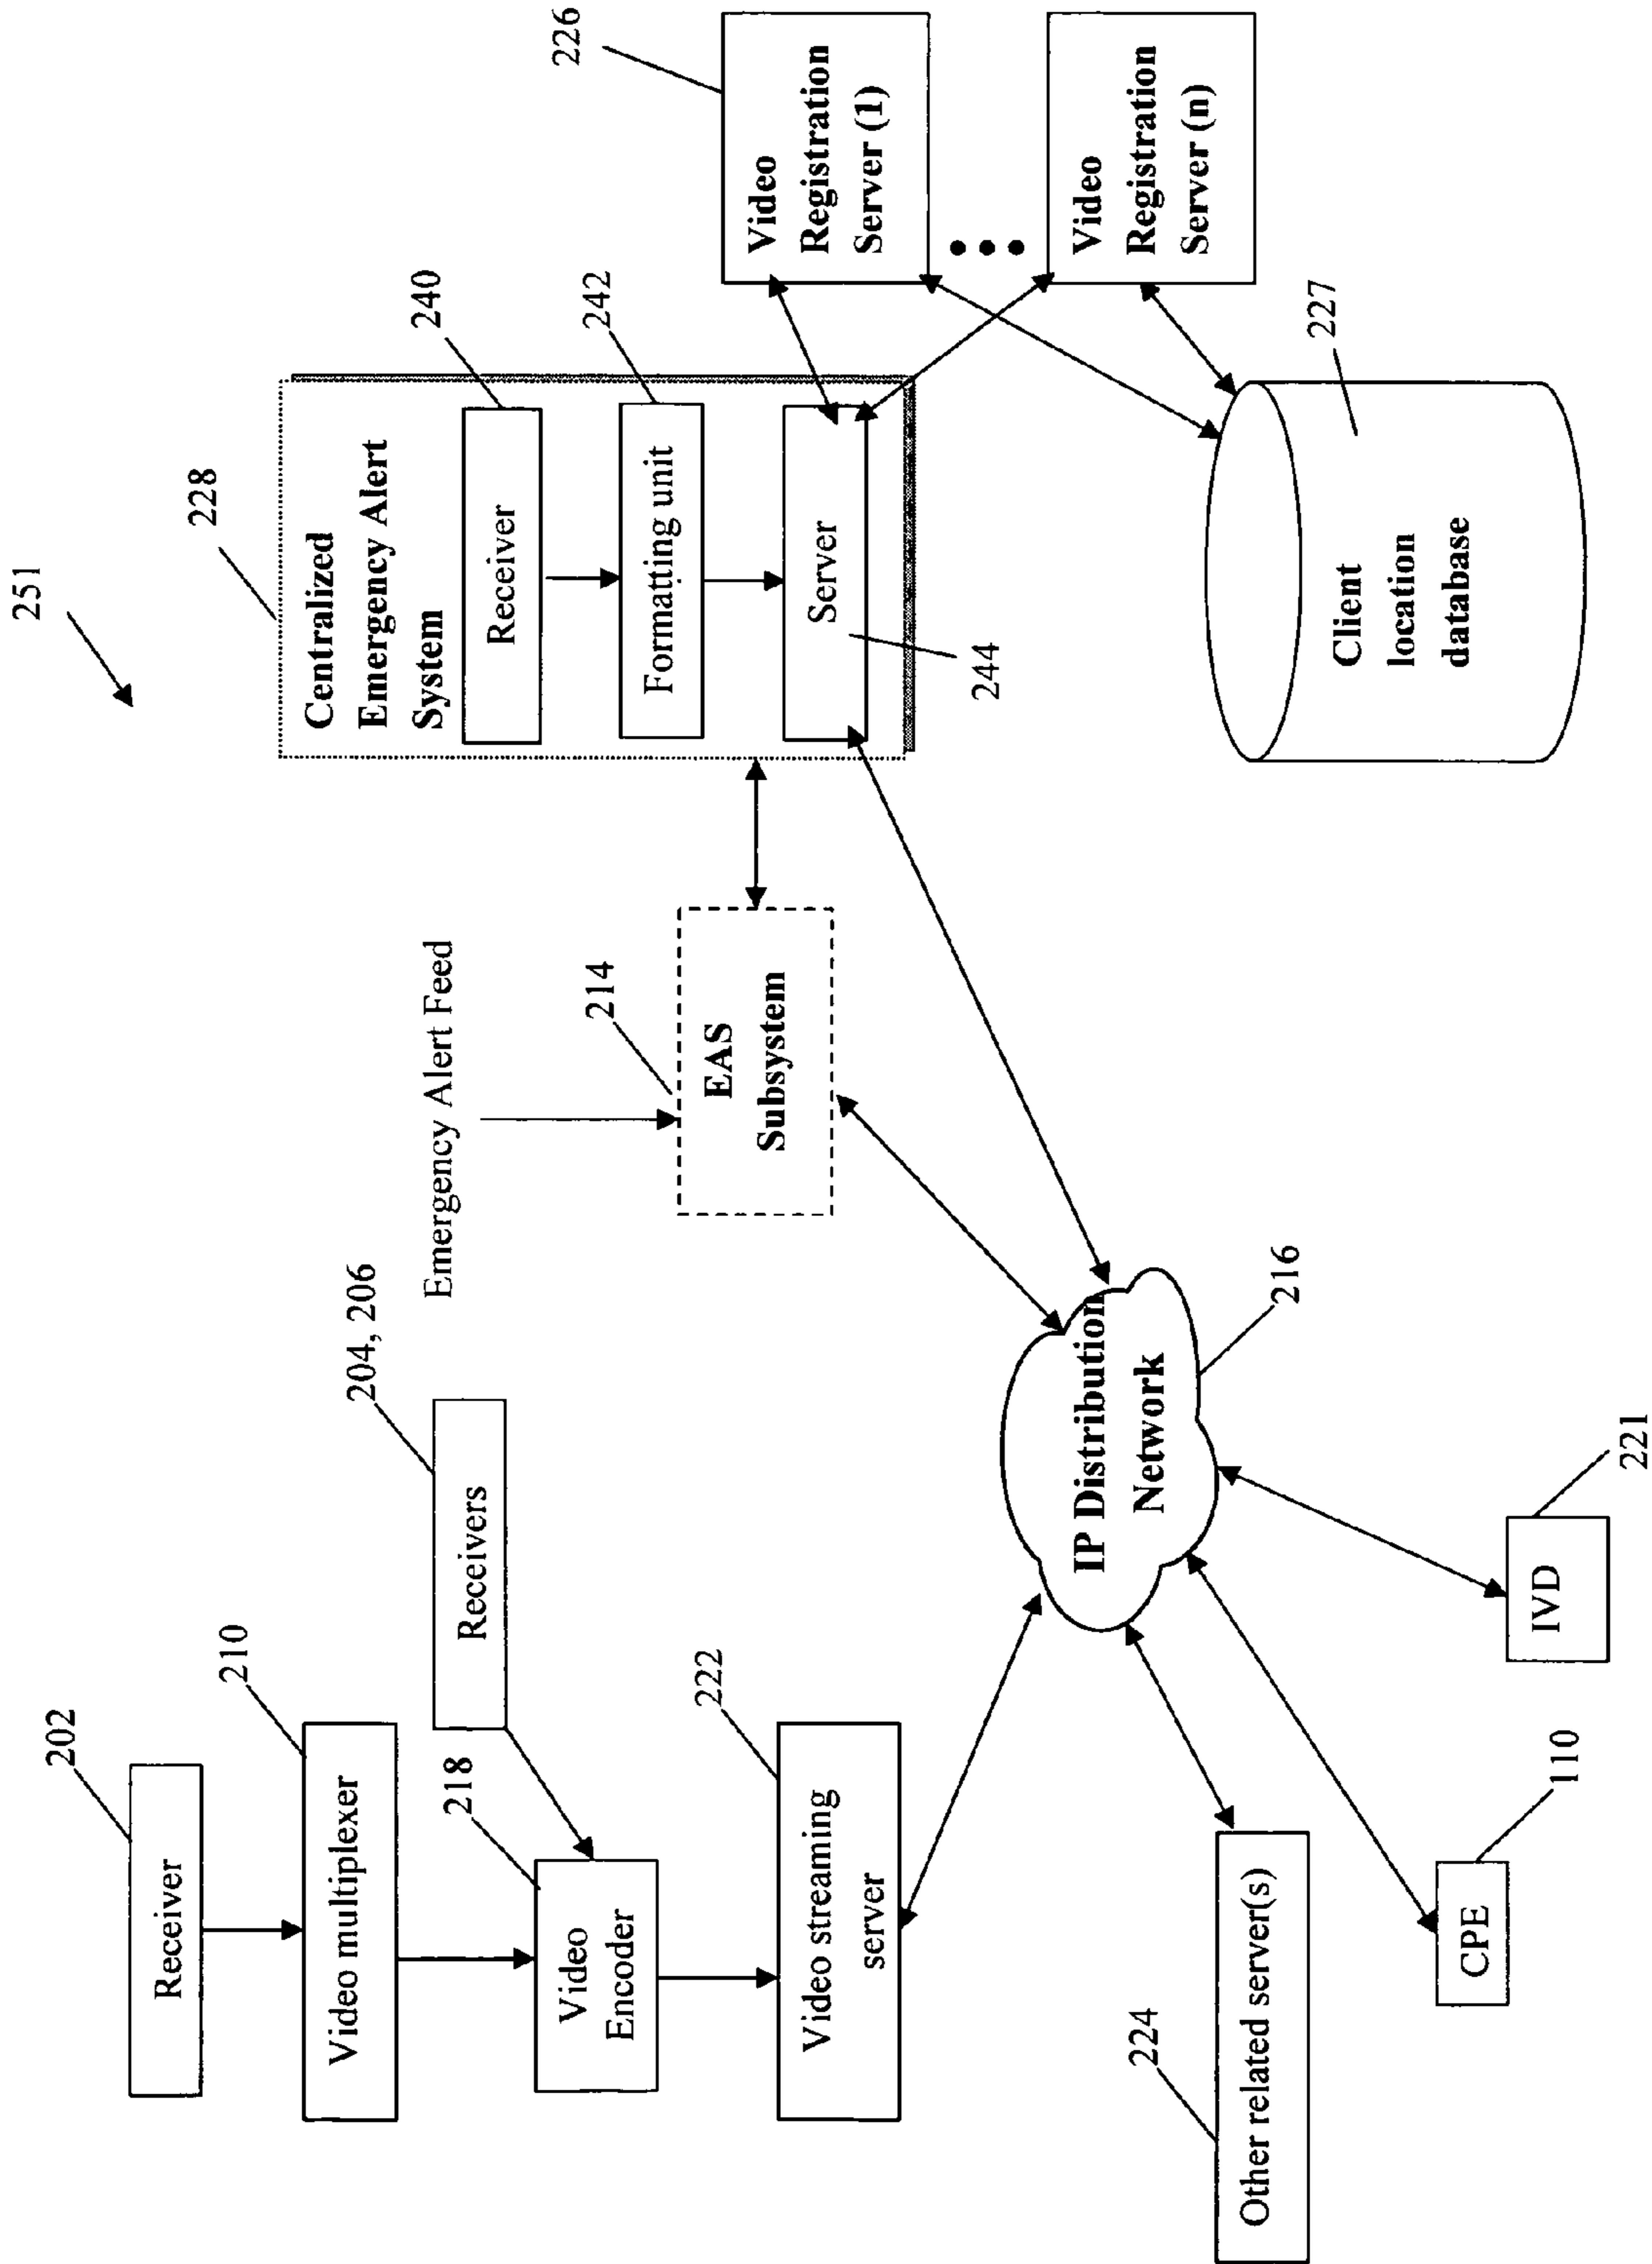 251
202
Receiver
210
Video multiplexer
204, 206
Receivers
218
Video
Encoder
222
Video streaming
server
224
Other related server(s)
CPE
110
IVD
221
IP Distribution
Network
216
Emergency Alert Feed
214
EAS
Subsystem
228
Centralized
Emergency Alert
System
240
Receiver
242
Formatting unit
Server
244
226
Video
Registration
Server (1)
Video
Registration
Server (n)
227
Client
location
database